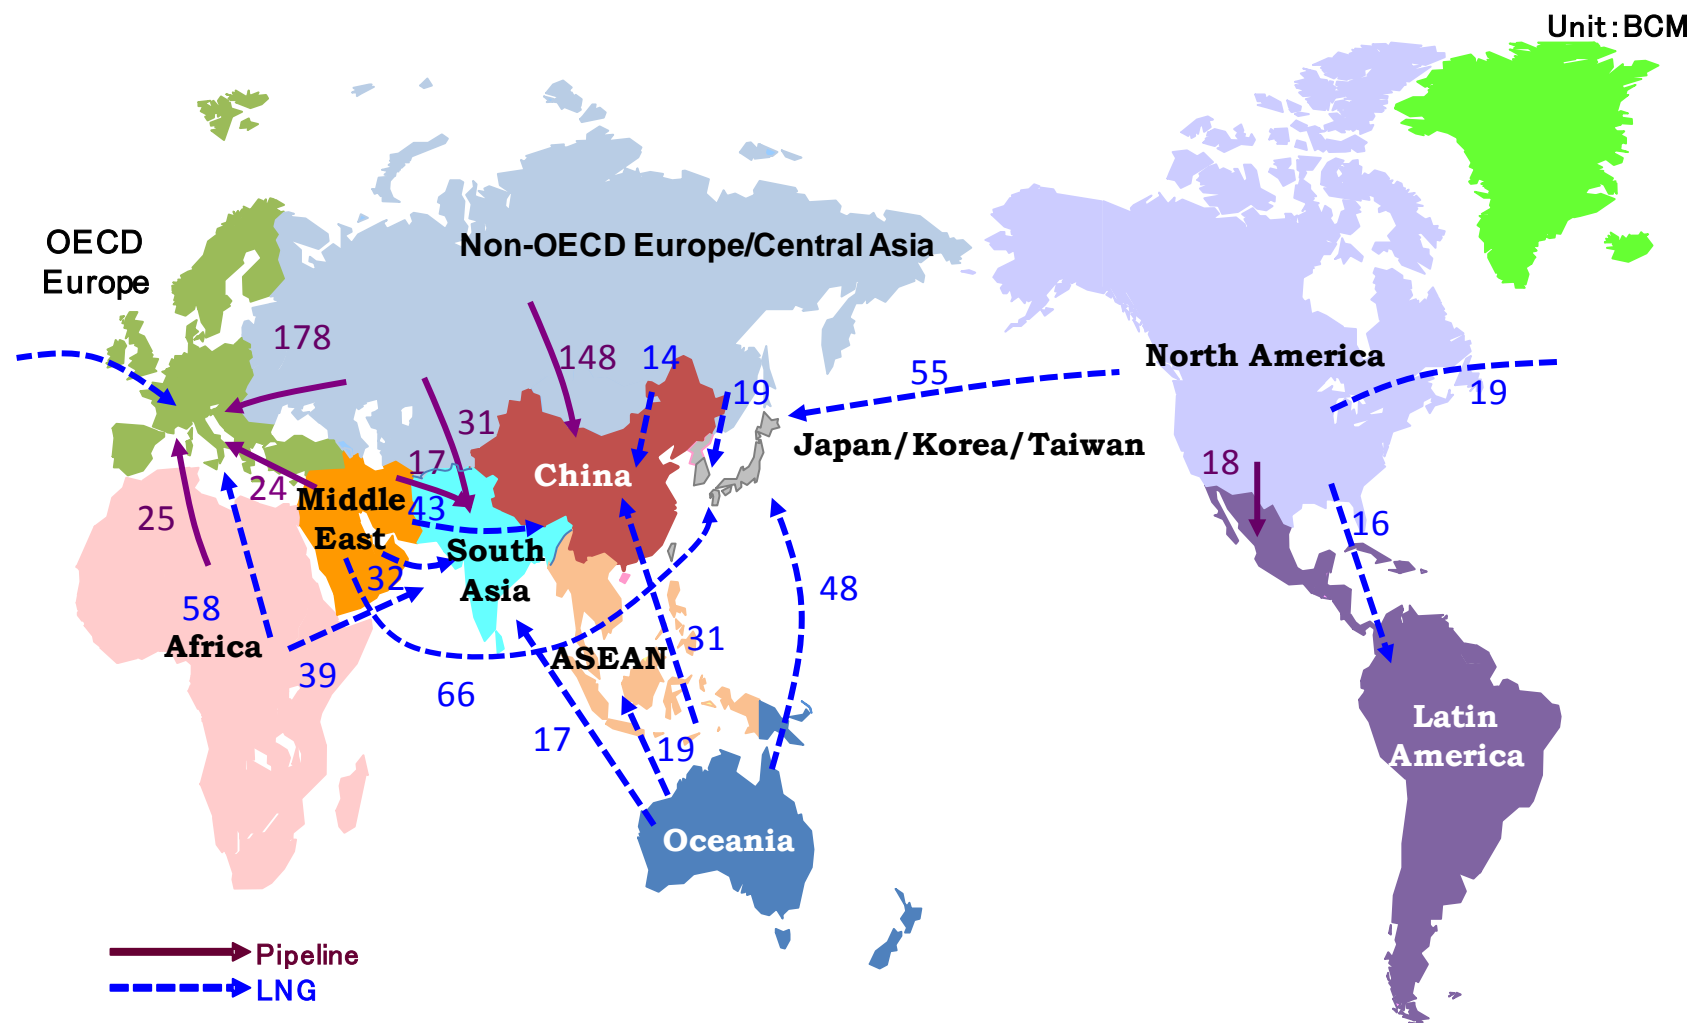 Unit:BCM
OECD
Europe
Non-OECD Europe/Central Asia
178
148
14
19
55
North America
19
31
Japan/Korea/Taiwan
17
China
18
24
Middle
East
43
25
16
South
Asia
32
58
48
Africa
31
ASEAN
39
66
17
19
Latin
America
Oceania
Pipeline
LNG